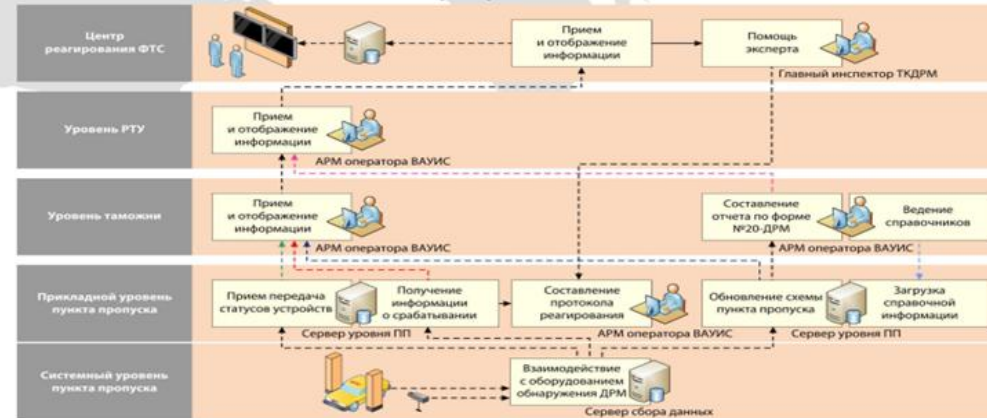 Центр
реагирования ФТС
Прием
и отображение
информации
Помощь
эксперта
Главный инспектор ТКДРМ
Уровень РТУ
Прием
и отображение
информации
АРМ оператора ВАУИС
Уровень таможни
Прием
и отображение
информации
АРМ оператора ВАУИС
Составление
отчета по форме
№20-ДРМ
АРМ оператора ВАУИС
Ведение
справочников
Прикладной уровень
пункта пропуска
Прием передача
статусов устройств
Сервер уровня ПП
Получение
информации
о срабатывании
Составление
протокола
реагирования
АРМ оператора ВАУИС
Обновление схемы
пункта пропуска
Сервер уровня ПП
Загрузка
справочной
информации
Системный уровень
пункта пропуска
Взаимодействие
с оборудованием
обнаружения ДРМ
Сервер сбора данных